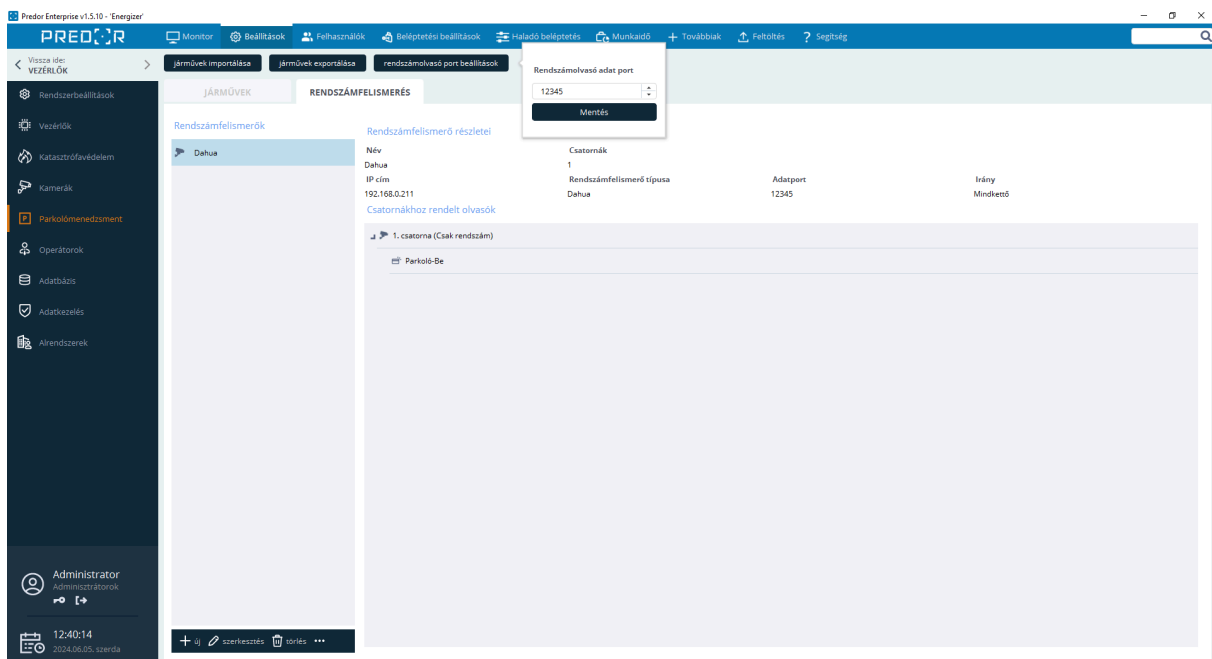 Predor Enterprise v1.5.10 - 'Energizer'
PRED[:]R
Monitor Beállítások Felhasználók Beléptetési beállítások Haladó beléptetés Munkaidő + Továbbiak Feltöltés ? Segítség
Vissza ide:
VEZÉRLŐK
járművek importálása járművek exportálása rendszámolvasó port beállítások
Rendszámolvasó adat port
12345
Mentés
Rendszerbeállítások
Vezérlők
Katasztrófavédelem
Kamerák
Parkolómenedzsment
Operátorok
Adatbázis
Adatkezelés
Alrendszerek
JÁRMŰVEK RENDSZÁMFELISMERÉS
Rendszámfelismerők
Dahua
Rendszámfelismerő részletei
Név Csatornák
Dahua 1
IP cím Rendszámfelismerő típusa Adatport Irány
192.168.0.211 Dahua 12345 Mindkettő
Csatornákhoz rendelt olvasók
1. csatorna (Csak rendszám)
Parkoló-Be
Administrator
Adminisztrátorok
12:40:14
2024.06.05. szerda
+ új szerkesztés törlés •••